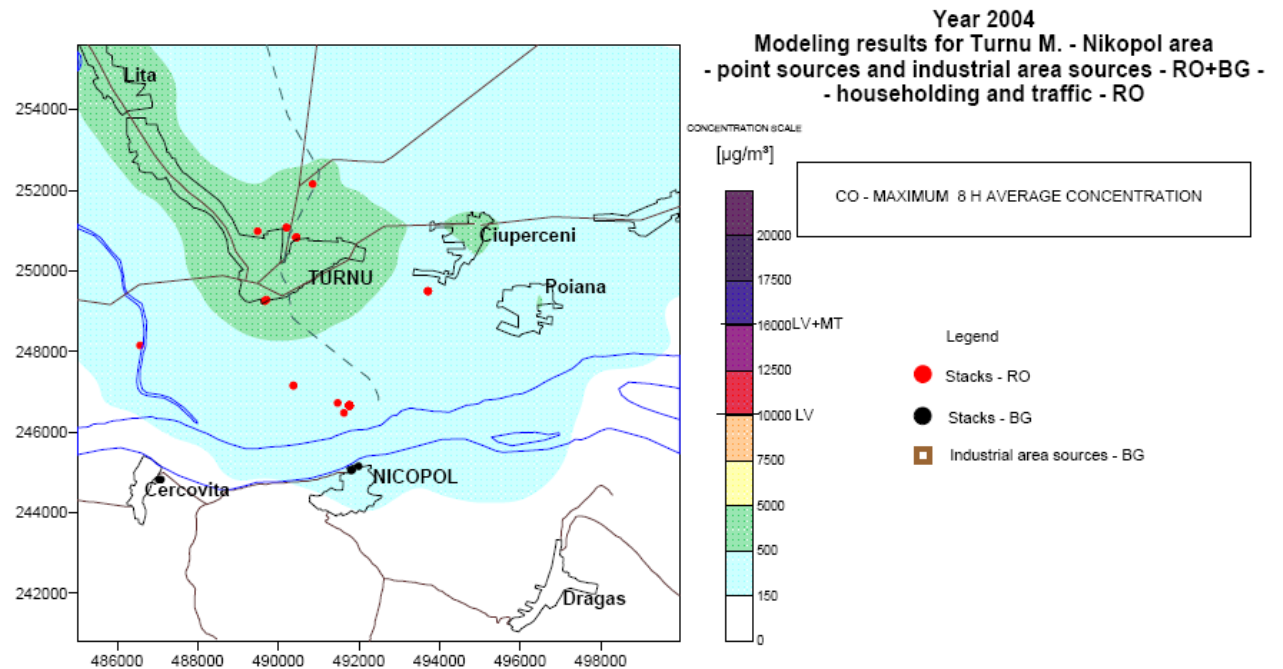 Year 2004
Modeling results for Turnu M. - Nikopol area
- point sources and industrial area sources - RO+BG -
- householding and traffic - RO
CONCENTRATION SCALE
[µg/m³]
CO - MAXIMUM 8 H AVERAGE CONCENTRATION
20000
17500
16000 LV+MT
12500
10000 LV
7500
5000
500
150
0
Legend
Stacks - RO
Stacks - BG
Industrial area sources - BG
254000
252000
250000
248000
246000
244000
242000
Lita
Ciuperceni
TURNU
Poiana
NICOPOL
Cercovita
Dragas
486000 488000 490000 492000 494000 496000 498000